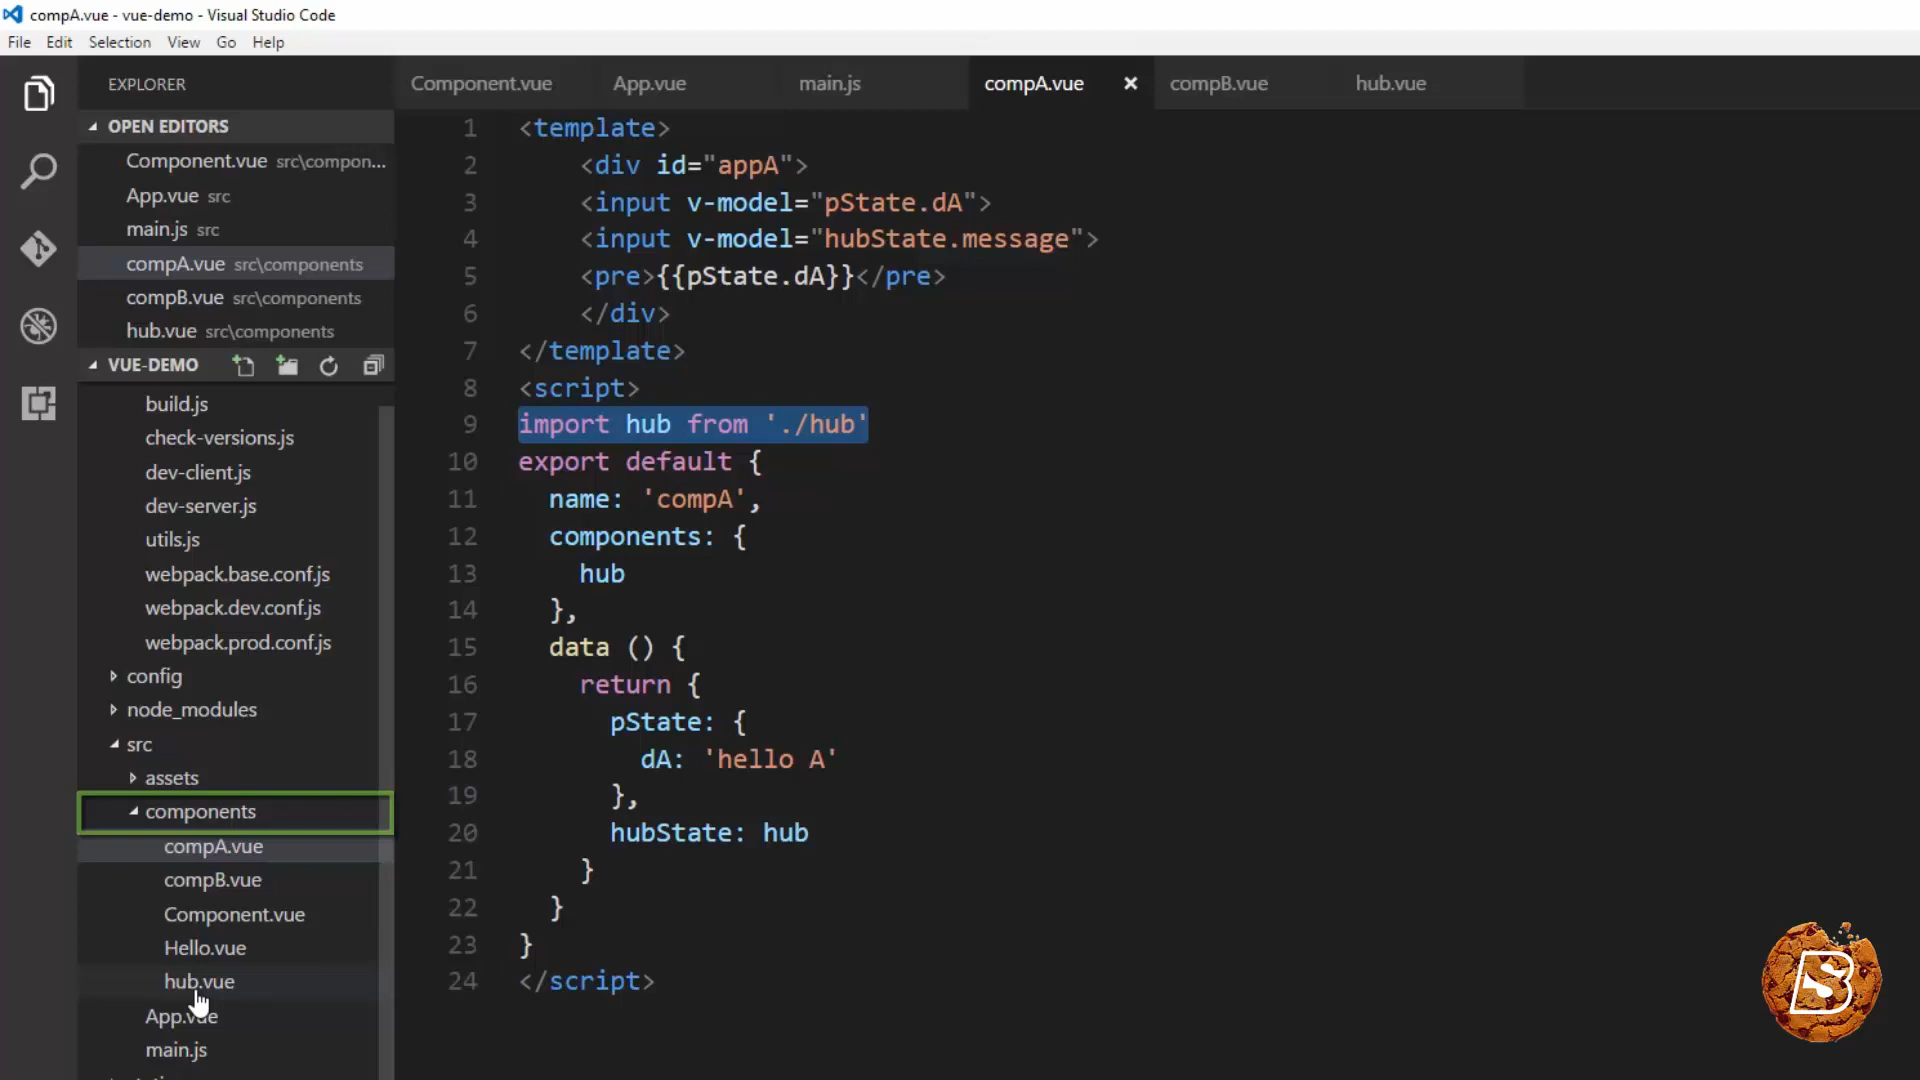 compA.vue - vue-demo - Visual Studio Code
File Edit Selection View Go Help
EXPLORER
OPEN EDITORS
Component.vue src\compon...
App.vue src
main.js src
compA.vue src\components
compB.vue src\components
hub.vue src\components
VUE-DEMO
build.js
check-versions.js
dev-client.js
dev-server.js
utils.js
webpack.base.conf.js
webpack.dev.conf.js
webpack.prod.conf.js
config
node_modules
src
assets
components
compA.vue
compB.vue
Component.vue
Hello.vue
hub.vue
App.vue
main.js
Component.vue App.vue main.js compA.vue compB.vue hub.vue
1 <template>
2 <div id="appA">
3 <input v-model="pState.dA">
4 <input v-model="hubState.message">
5 <pre>{{pState.dA}}</pre>
6 </div>
7 </template>
8 <script>
9 import hub from './hub'
10 export default {
11 name: 'compA',
12 components: {
13 hub
14 },
15 data () {
16 return {
17 pState: {
18 dA: 'hello A'
19 },
20 hubState: hub
21 }
22 }
23 }
24 </script>